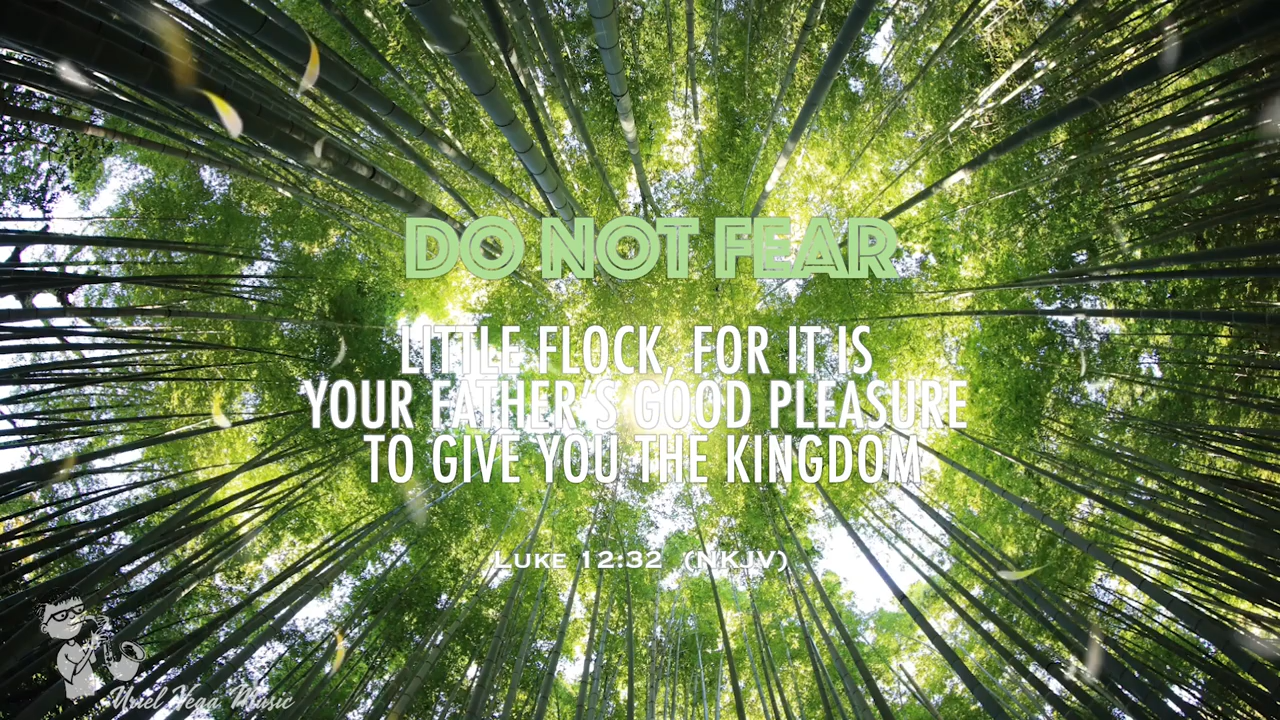 DO NOT FEAR
LITTLE FLOCK, FOR IT IS
YOUR FATHER'S GOOD PLEASURE
TO GIVE YOU THE KINGDOM
LUKE 12:32 (NKJV)
Uriel Vega Music